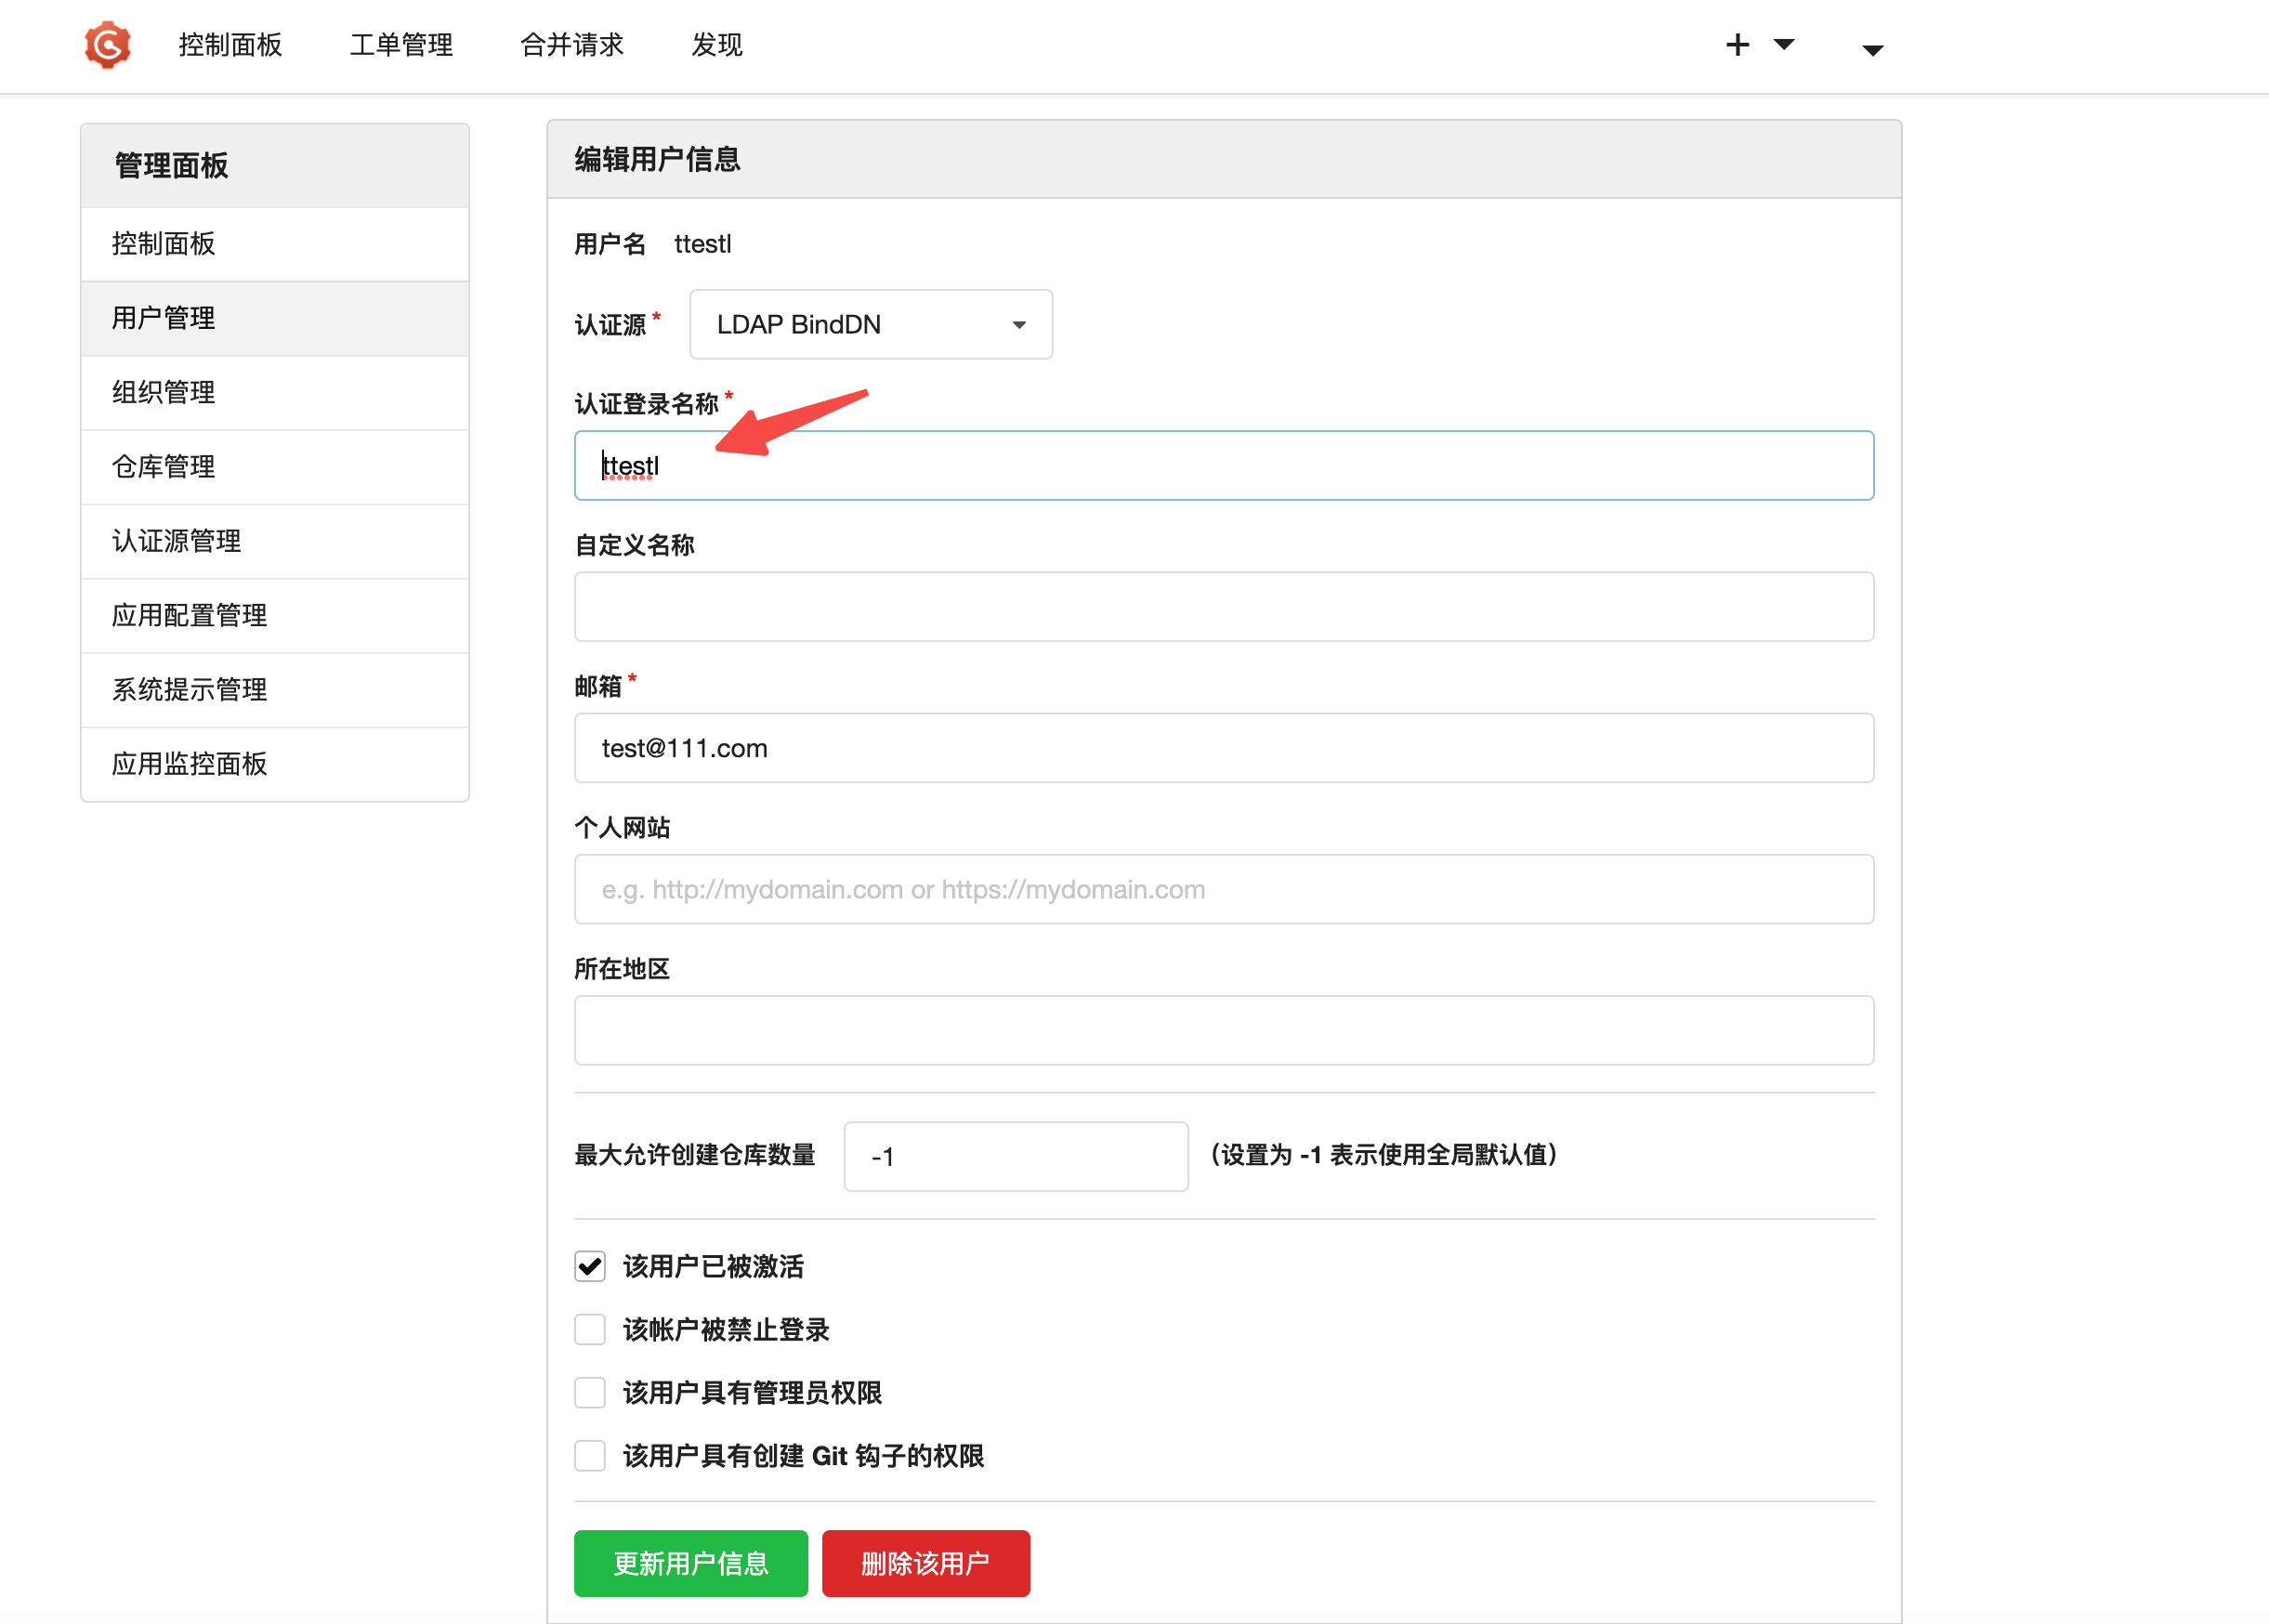 控制面板 工单管理 合并请求 发现
管理面板
控制面板
用户管理
组织管理
仓库管理
认证源管理
应用配置管理
系统提示管理
应用监控面板
编辑用户信息
用户名 ttestl
认证源* LDAP BindDN
认证登录名称*
ttestl
自定义名称
邮箱*
test@111.com
个人网站
e.g. http://mydomain.com or https://mydomain.com
所在地区
最大允许创建仓库数量 -1 （设置为 -1 表示使用全局默认值）
该用户已被激活
该帐户被禁止登录
该用户具有管理员权限
该用户具有创建 Git 钩子的权限
更新用户信息 删除该用户